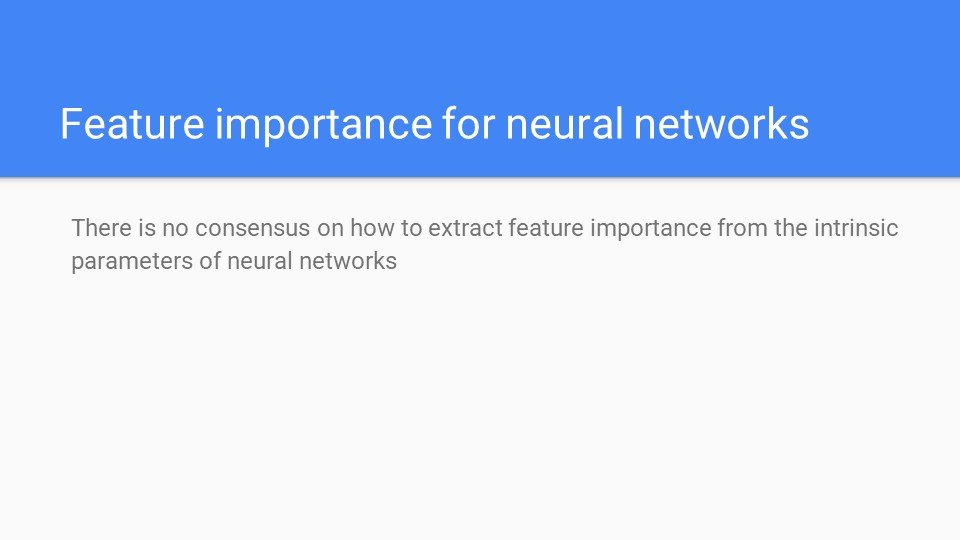 Feature importance for neural networks
There is no consensus on how to extract feature importance from the intrinsic
parameters of neural networks